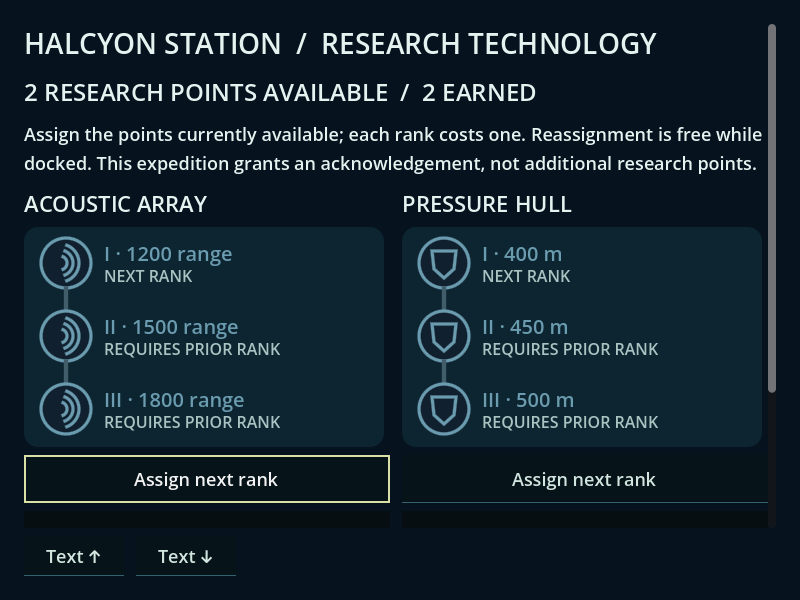 HALCYON STATION / RESEARCH TECHNOLOGY
2 RESEARCH POINTS AVAILABLE / 2 EARNED
Assign the points currently available; each rank costs one. Reassignment is free while
docked. This expedition grants an acknowledgement, not additional research points.
ACOUSTIC ARRAY
I · 1200 range
NEXT RANK
II · 1500 range
REQUIRES PRIOR RANK
III · 1800 range
REQUIRES PRIOR RANK
Assign next rank
PRESSURE HULL
I · 400 m
NEXT RANK
II · 450 m
REQUIRES PRIOR RANK
III · 500 m
REQUIRES PRIOR RANK
Assign next rank
Text ↑
Text ↓